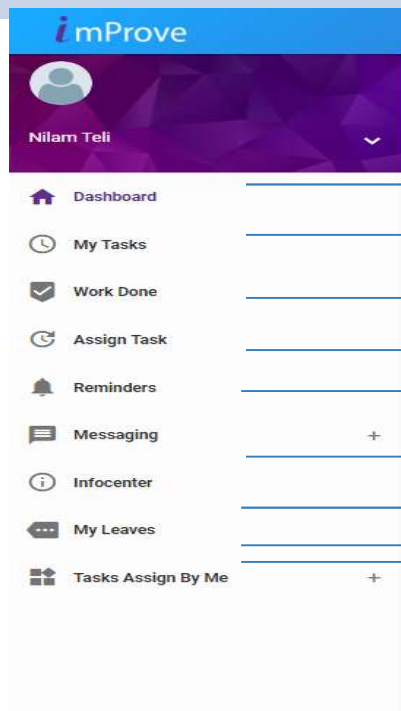 imProve
Nilam Teli
Dashboard
My Tasks
Work Done
Assign Task
Reminders
Messaging +
Infocenter
My Leaves
Tasks Assign By Me +